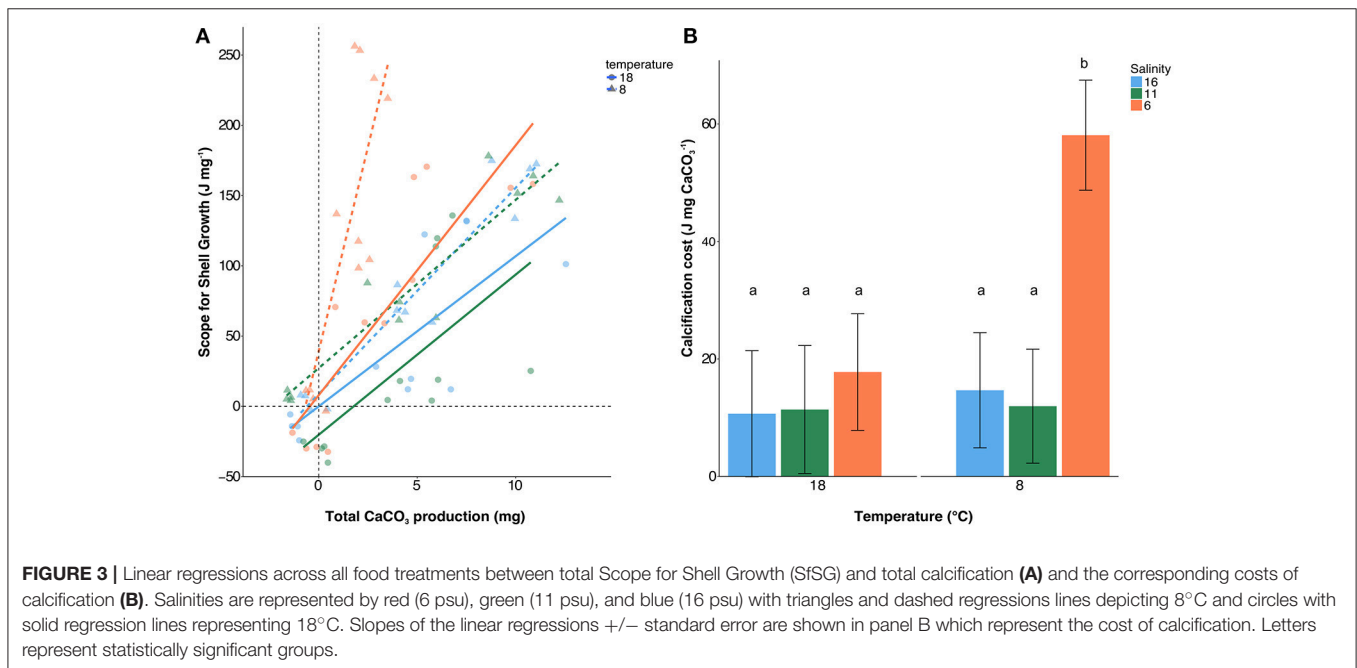 A
temperature
18
8
250
200
150
100
50
0
−50
Scope for Shell Growth (J mg⁻¹)
0
5
10
Total CaCO₃ production (mg)
B
Salinity
16
11
6
60
40
20
0
Calcification cost (J mg CaCO₃⁻¹)
a
a
a
a
a
b
18
8
Temperature (°C)
FIGURE 3 | Linear regressions across all food treatments between total Scope for Shell Growth (SfSG) and total calcification (A) and the corresponding costs of
calcification (B). Salinities are represented by red (6 psu), green (11 psu), and blue (16 psu) with triangles and dashed regressions lines depicting 8°C and circles with
solid regression lines representing 18°C. Slopes of the linear regressions +/− standard error are shown in panel B which represent the cost of calcification. Letters
represent statistically significant groups.